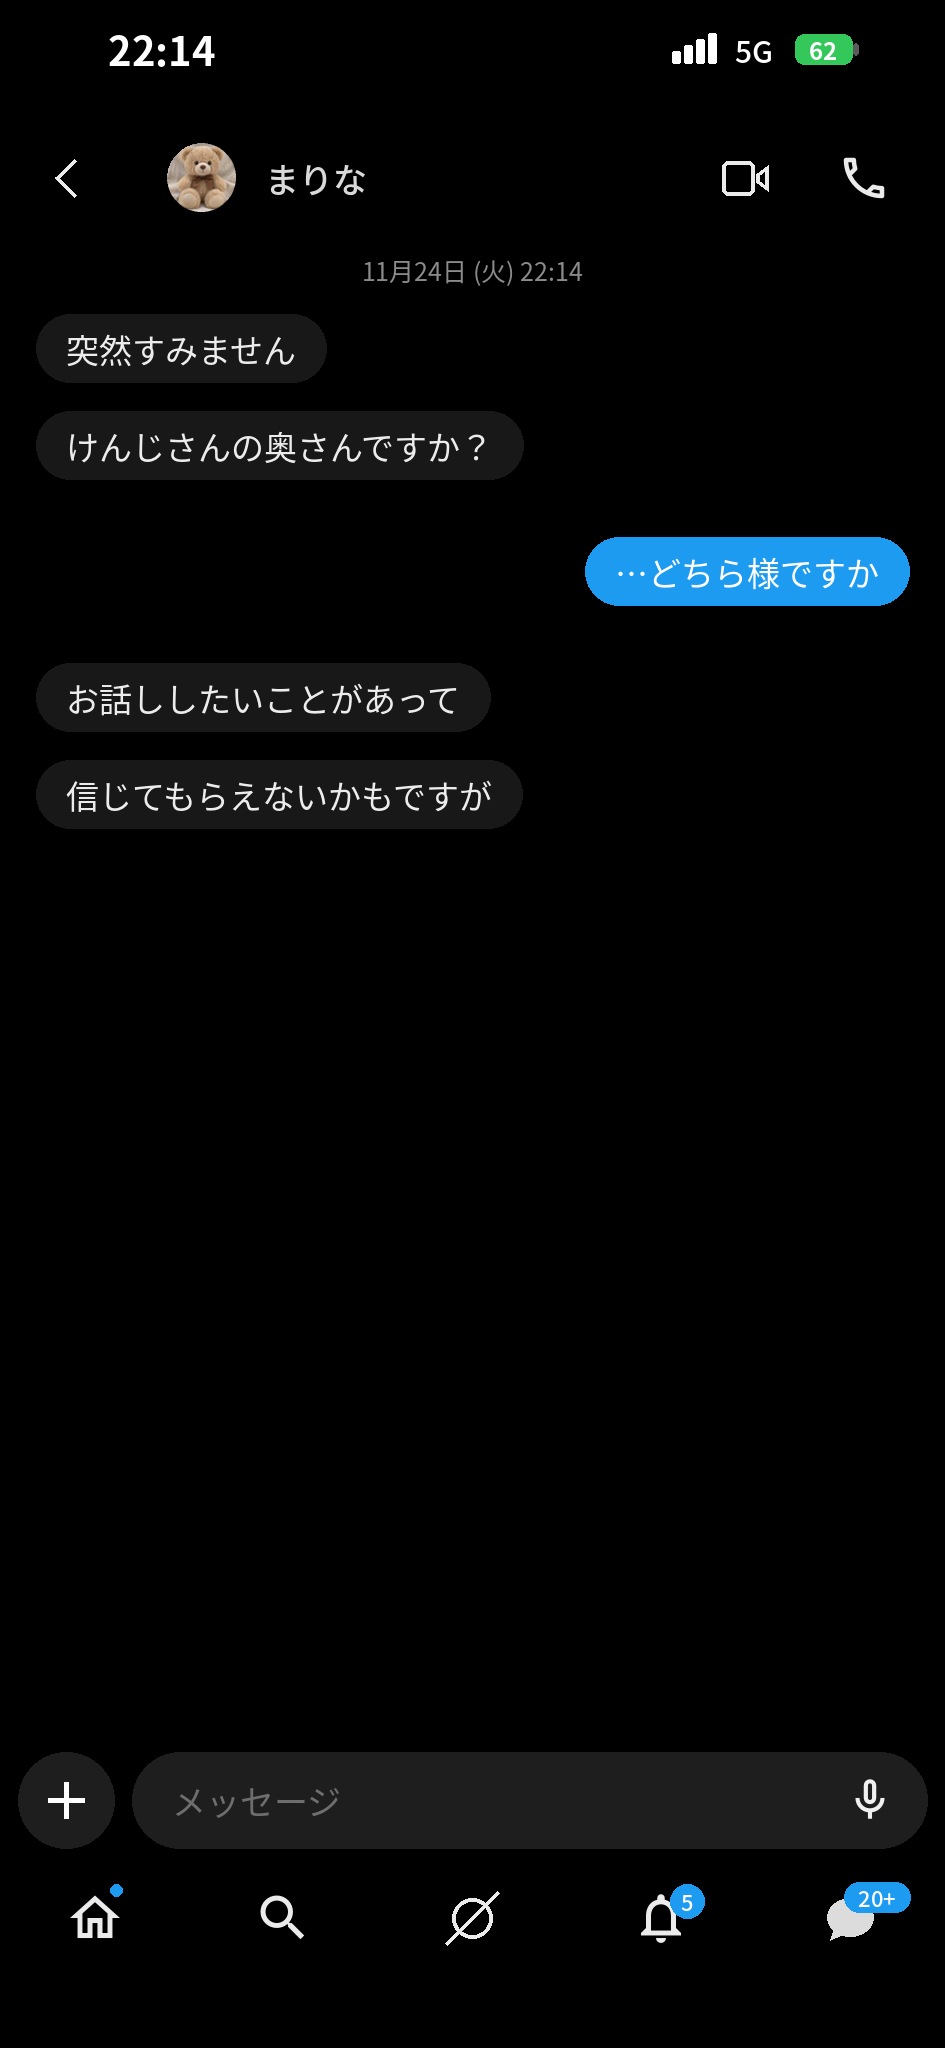 22:14
5G
62
まりな
11月24日 (火) 22:14
突然すみません
けんじさんの奥さんですか？
…どちら様ですか
お話ししたいことがあって
信じてもらえないかもですが
メッセージ
5
20+